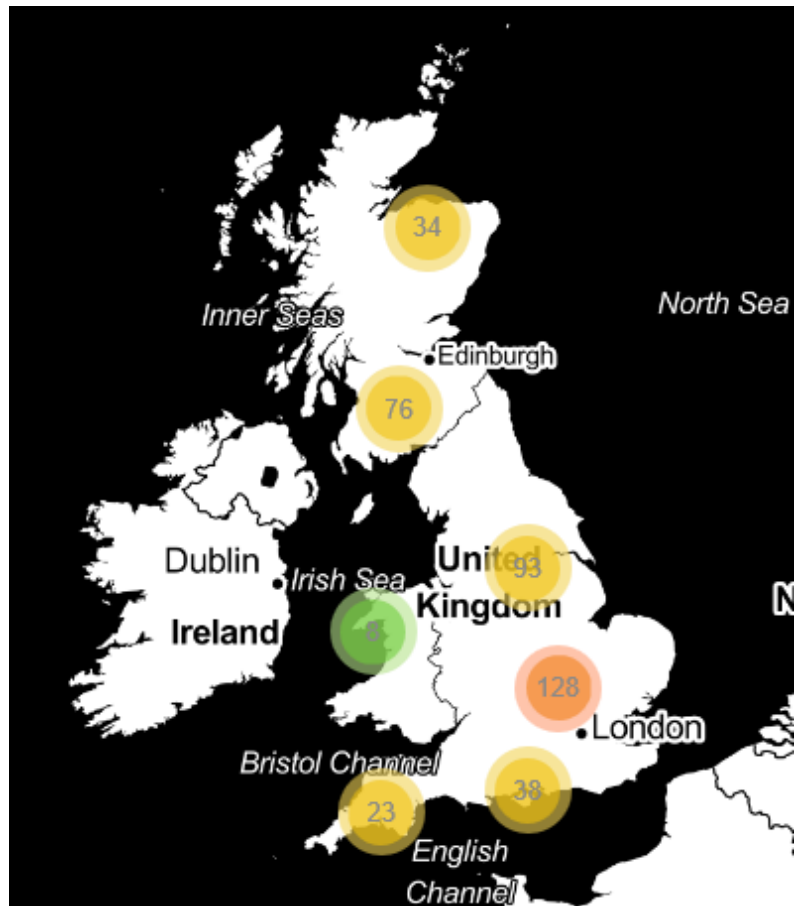 34
Inner Seas
North Sea
Edinburgh
76
Dublin
Irish Sea
United
93
Kingdom
N
Ireland
8
128
London
Bristol Channel
38
23
English
Channel